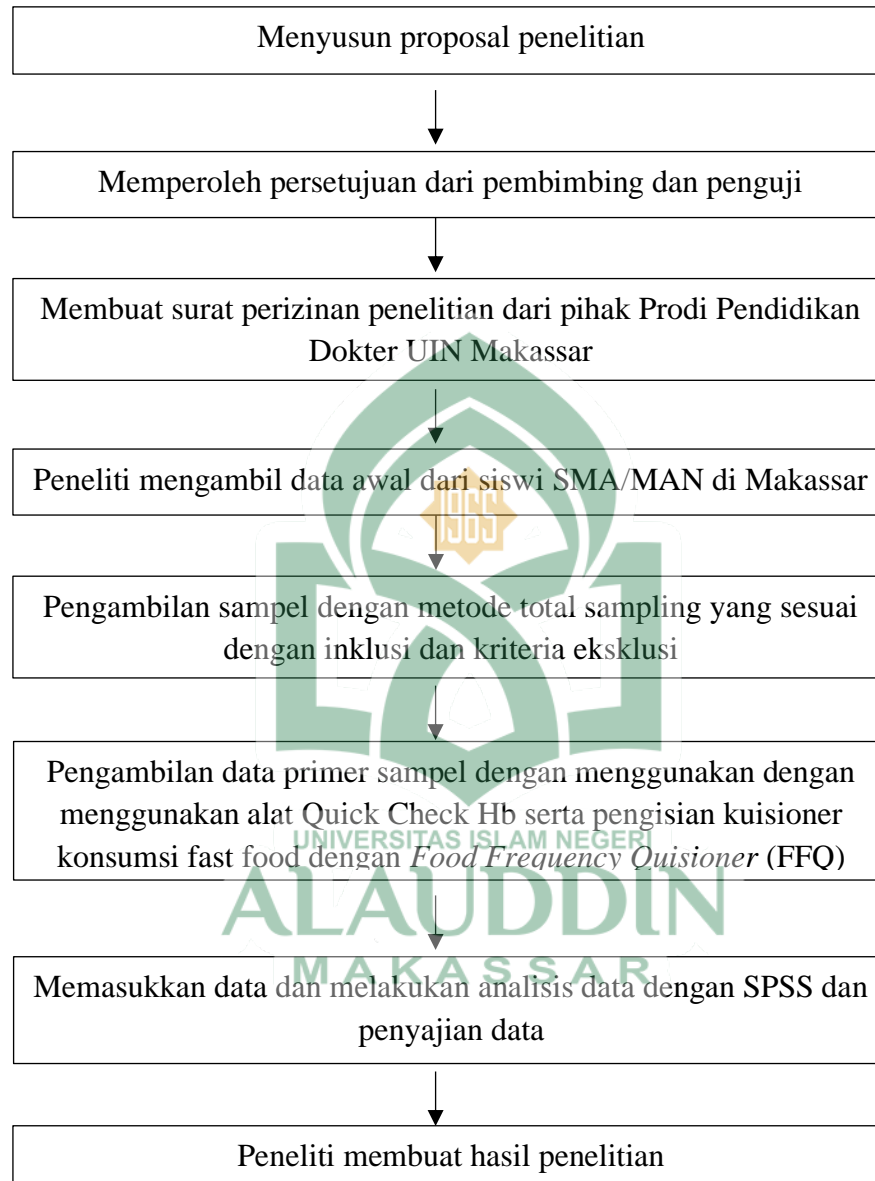 Menyusun proposal penelitian
Memperoleh persetujuan dari pembimbing dan penguji
Membuat surat perizinan penelitian dari pihak Prodi Pendidikan
Dokter UIN Makassar
Peneliti mengambil data awal dari siswi SMA/MAN di Makassar
1965
Pengambilan sampel dengan metode total sampling yang sesuai
dengan inklusi dan kriteria eksklusi
Pengambilan data primer sampel dengan menggunakan dengan
menggunakan alat Quick Check Hb serta pengisian kuisioner
UNIVERSITAS ISLAM NEGERI
konsumsi fast food dengan Food Frequency Quisioner (FFQ)
ALAUDDIN
MAKASSAR
Memasukkan data dan melakukan analisis data dengan SPSS dan
penyajian data
Peneliti membuat hasil penelitian